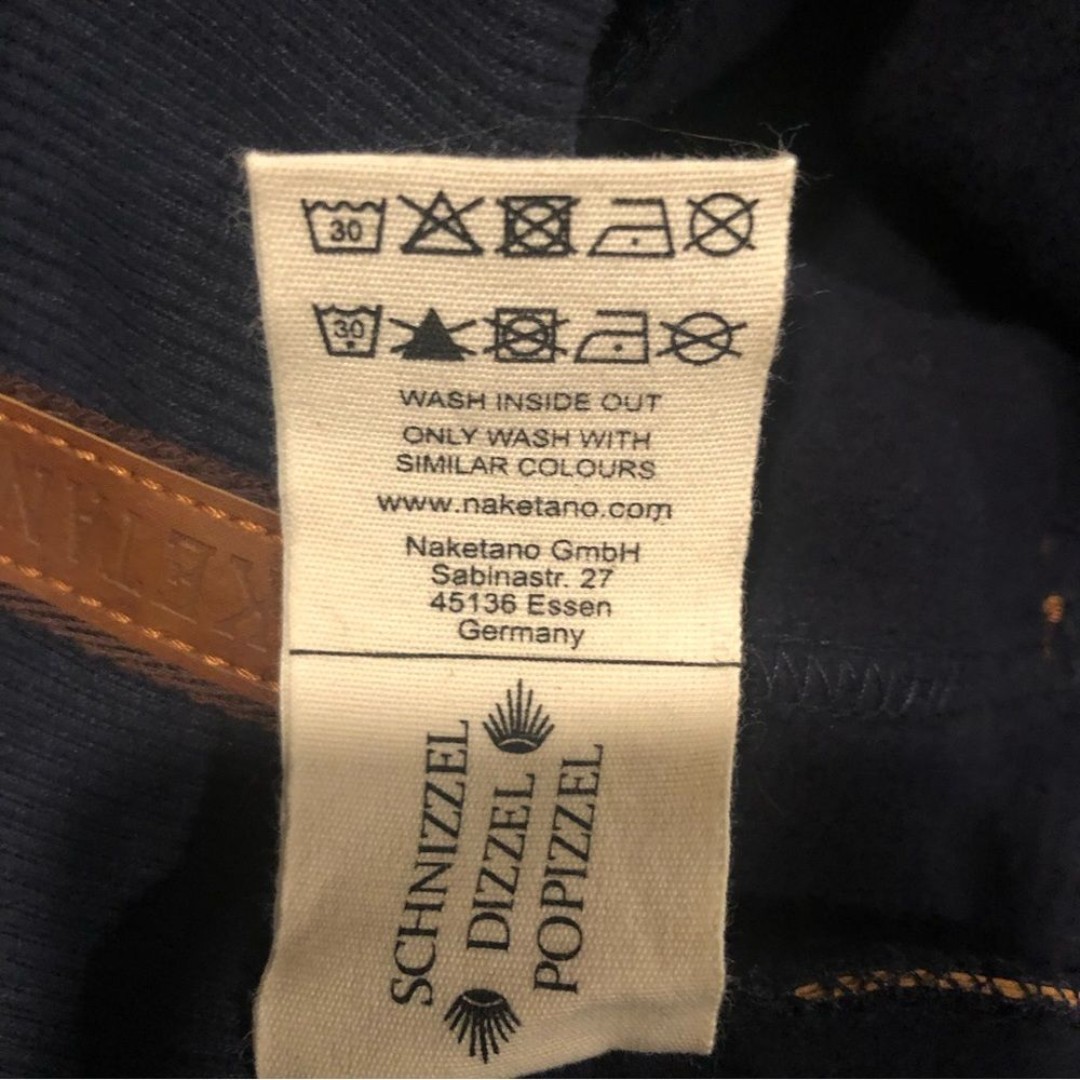 30
30
WASH INSIDE OUT
ONLY WASH WITH
SIMILAR COLOURS
www.naketano.com
Naketano GmbH
Sabinastr. 27
45136 Essen
Germany
SCHNIZZEL
DIZZEL
POPIZZEL